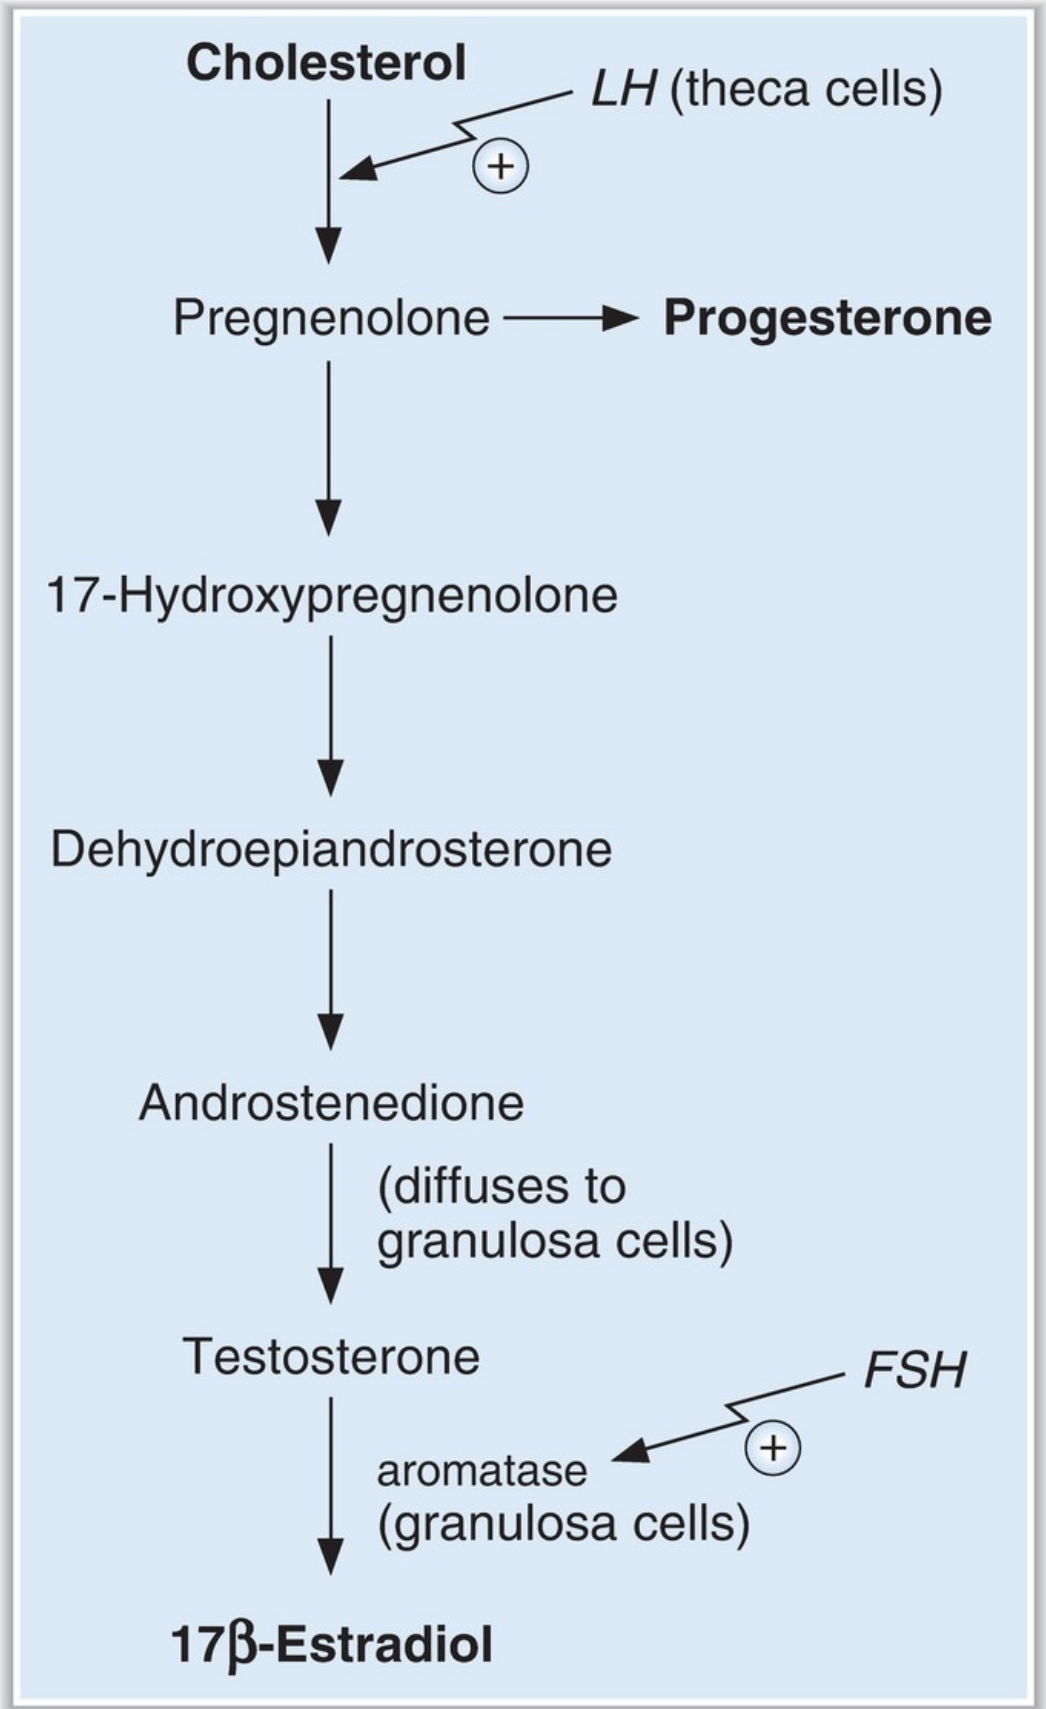 Cholesterol
LH (theca cells)
+
Pregnenolone
Progesterone
17-Hydroxypregnenolone
Dehydroepiandrosterone
Androstenedione
(diffuses to
granulosa cells)
Testosterone
FSH
+
aromatase
(granulosa cells)
17β-Estradiol